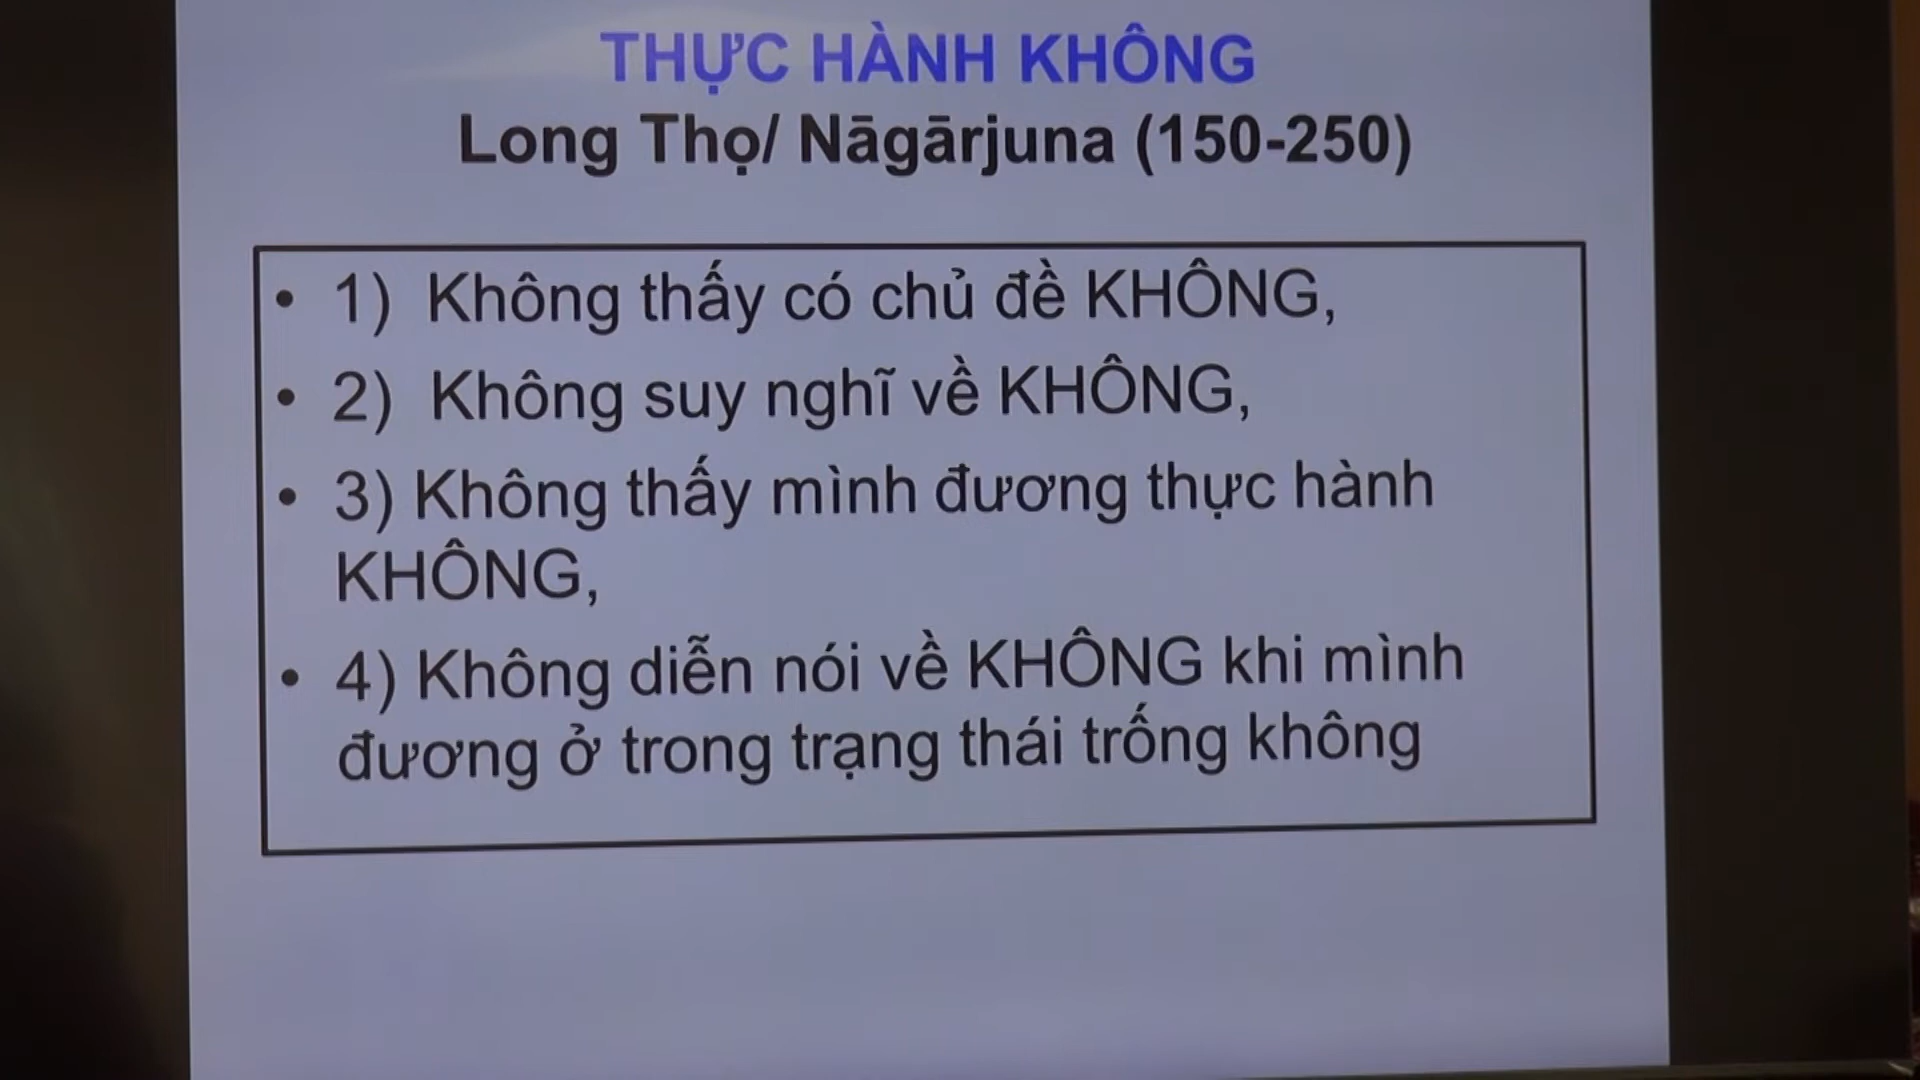 THỰC HÀNH KHÔNG
Long Thọ/ Nāgārjuna (150-250)
• 1) Không thấy có chủ đề KHÔNG,
• 2) Không suy nghĩ về KHÔNG,
• 3) Không thấy mình đương thực hành
KHÔNG,
• 4) Không diễn nói về KHÔNG khi mình
đương ở trong trạng thái trống không